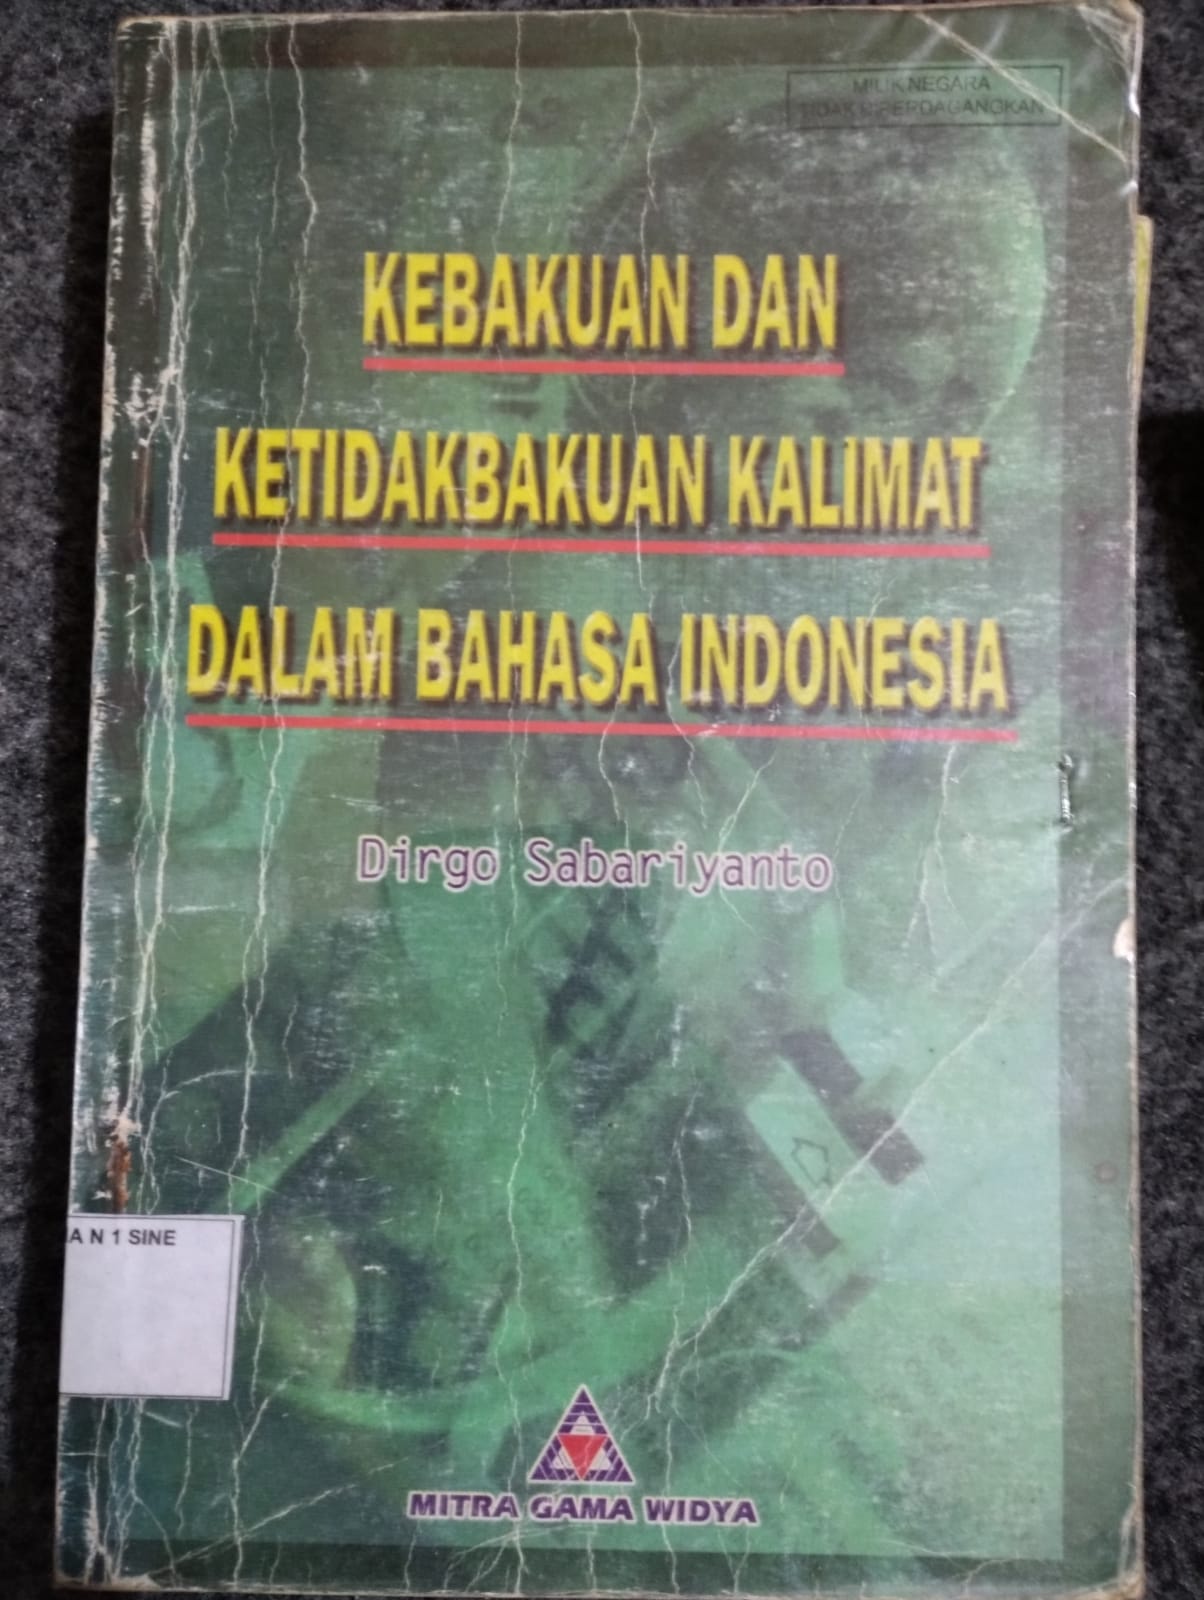 MILIK NEGARA
TIDAK DIPERDAGANGKAN
KEBAKUAN DAN
KETIDAKBAKUAN KALIMAT
DALAM BAHASA INDONESIA
Dirgo Sabariyanto
A N 1 SINE
MITRA GAMA WIDYA